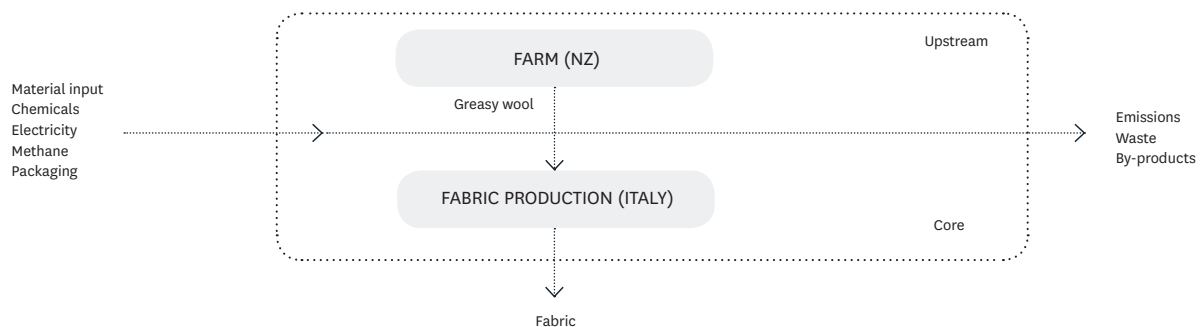 Upstream
FARM (NZ)
Material input
Chemicals
Electricity
Methane
Packaging
Greasy wool
Emissions
Waste
By-products
FABRIC PRODUCTION (ITALY)
Core
Fabric